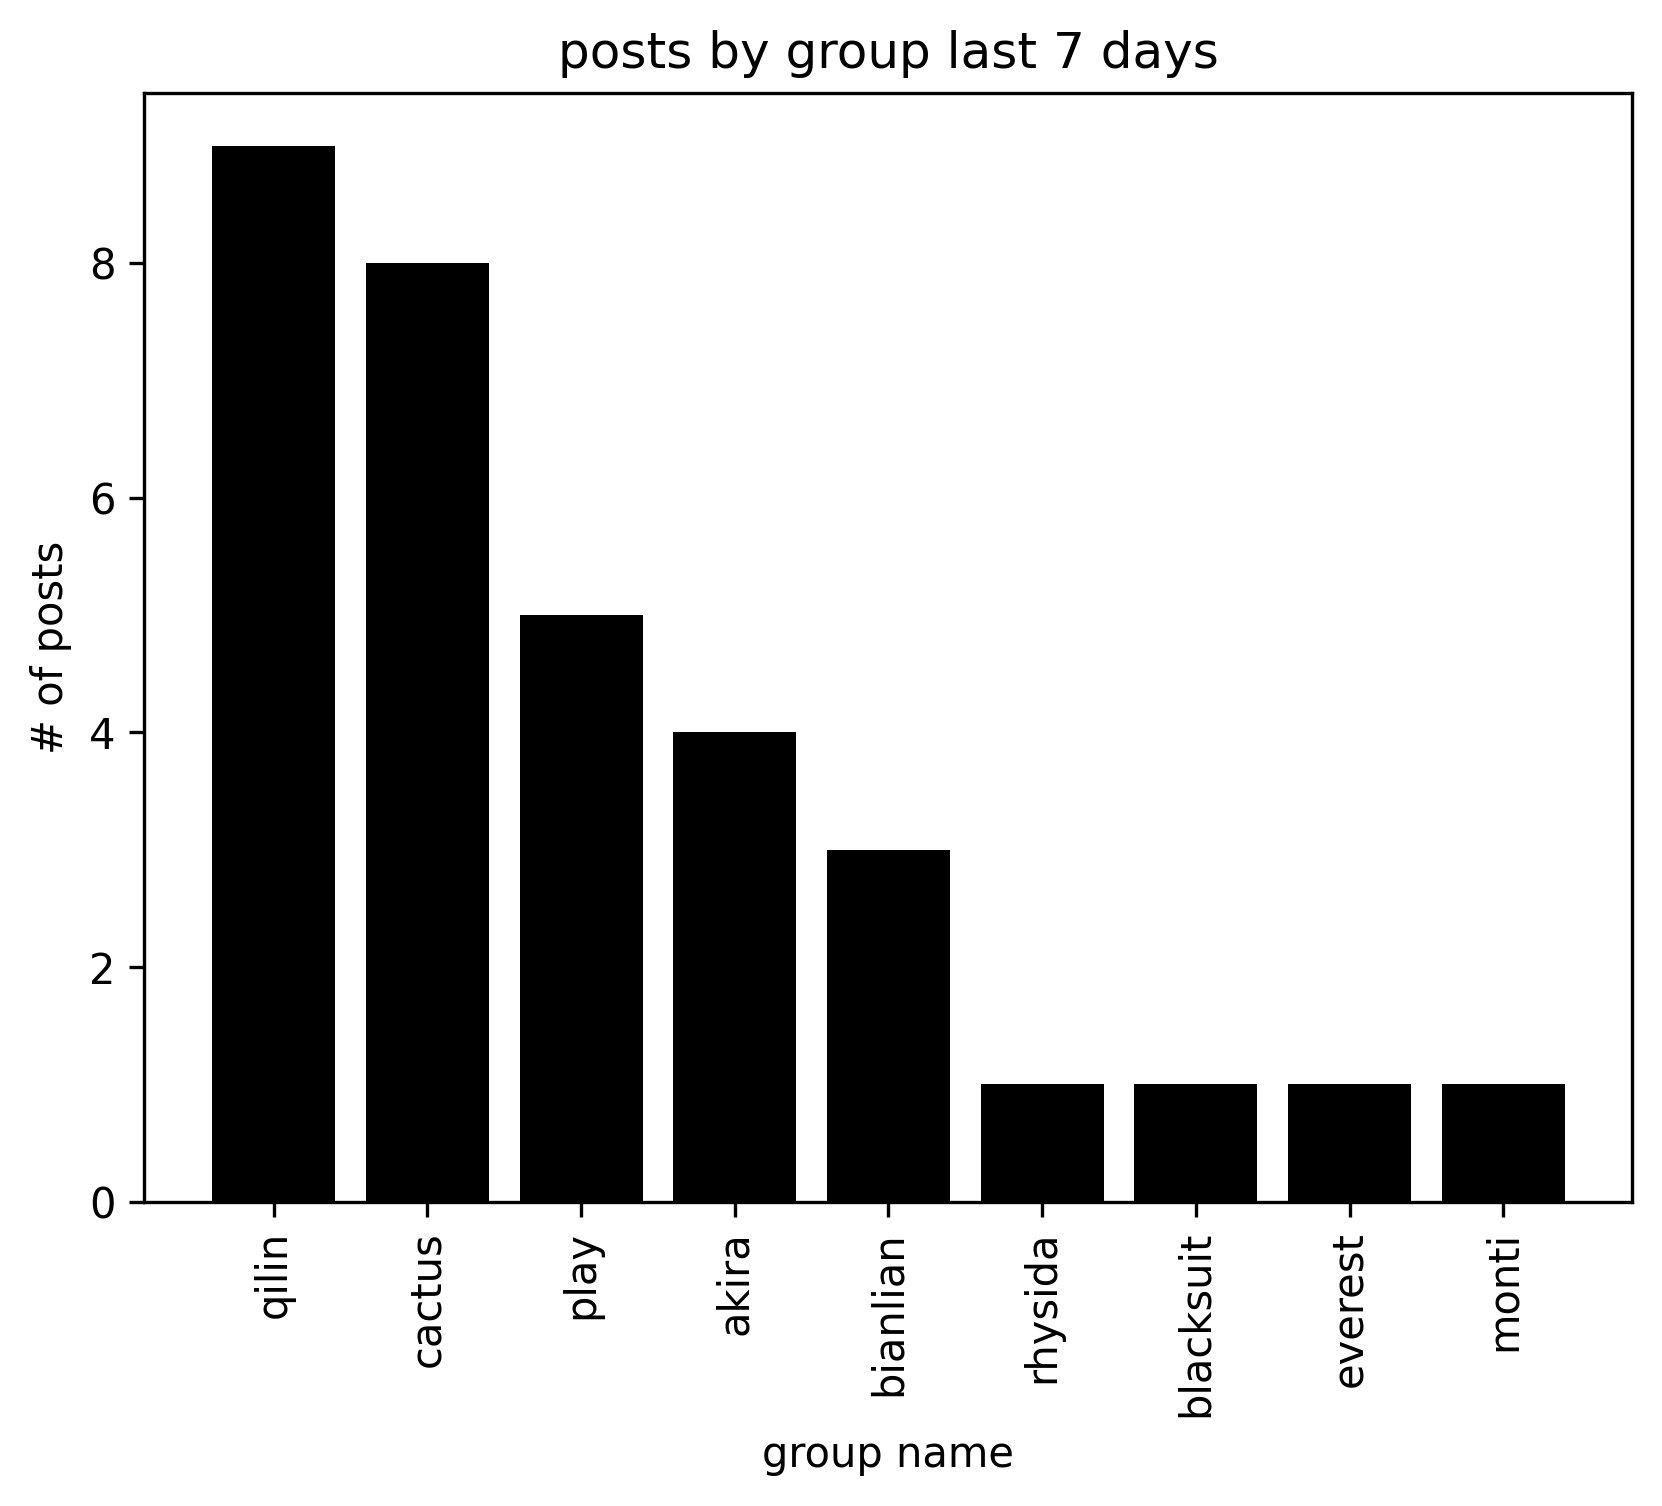 posts by group last 7 days
# of posts
8
6
4
2
0
qilin
cactus
play
akira
bianlian
rhysida
blacksuit
everest
monti
group name